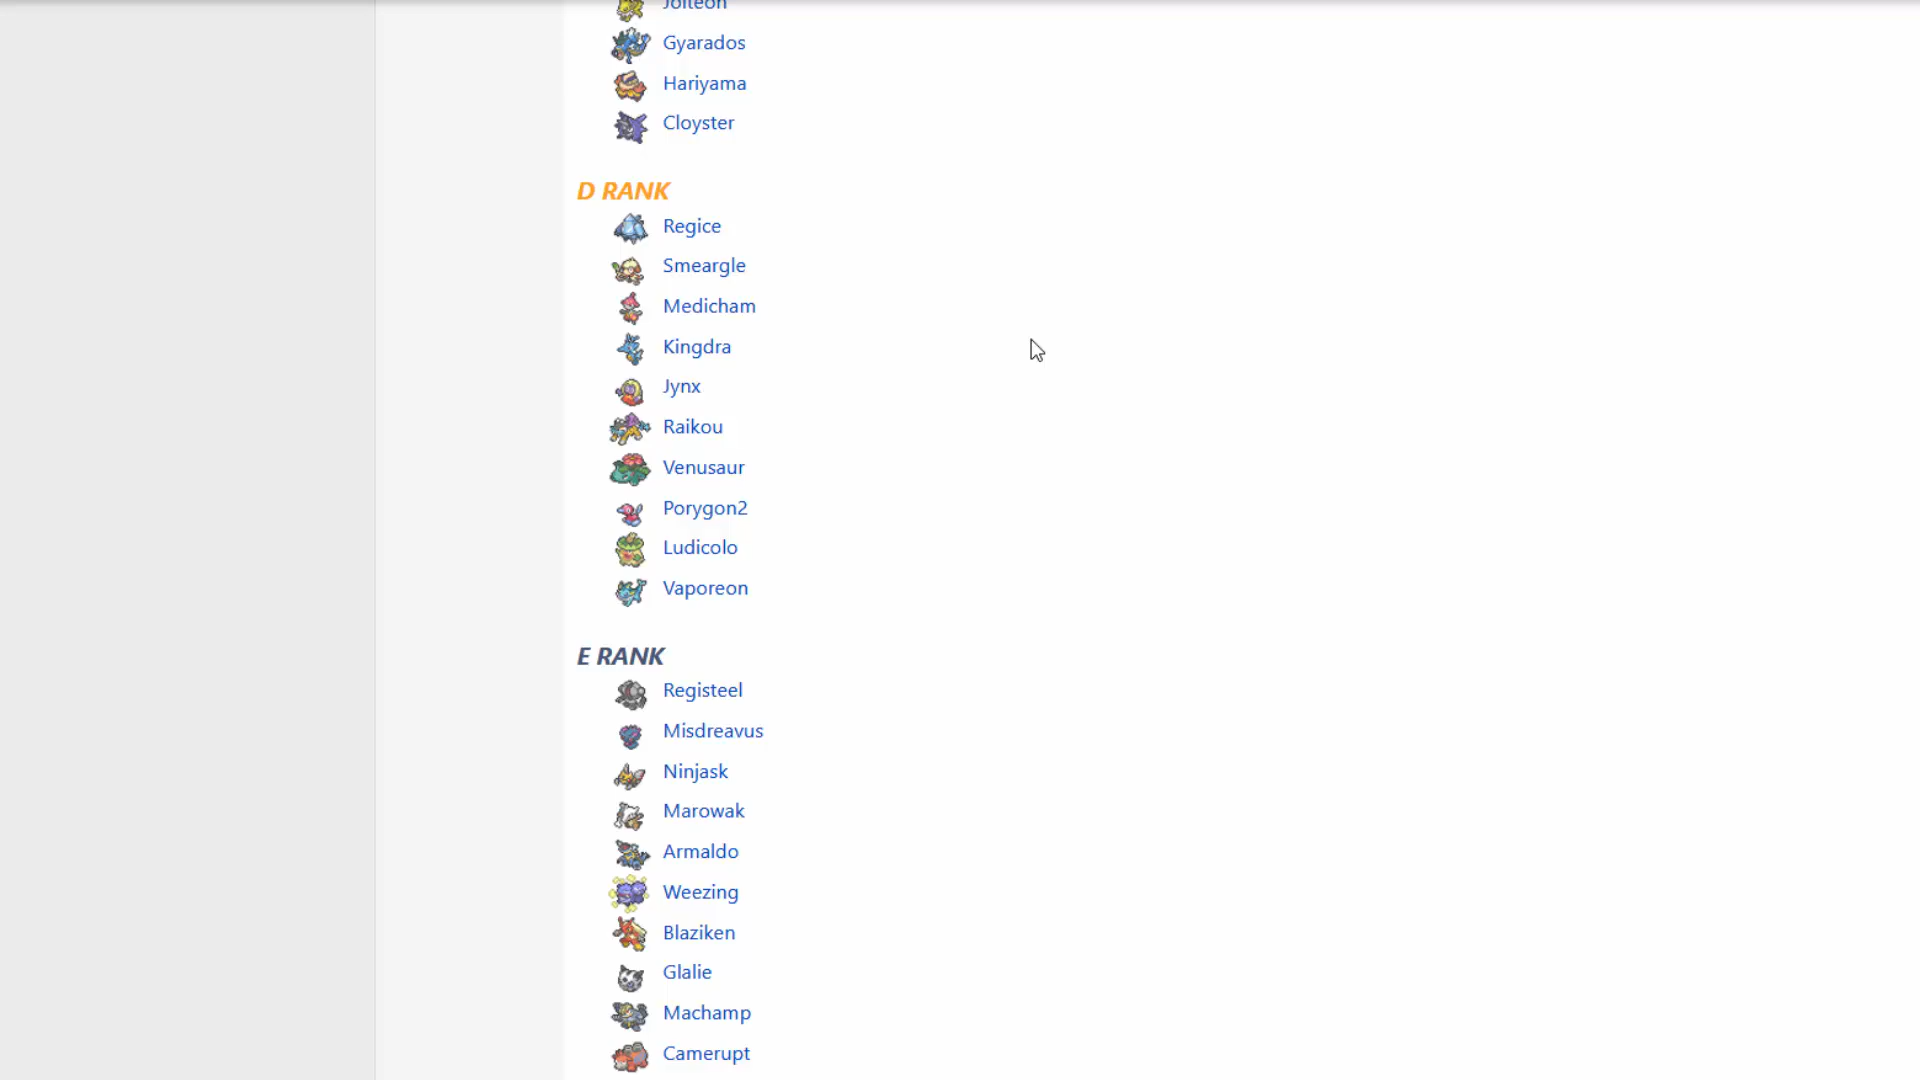 Jolteon
Gyarados
Hariyama
Cloyster
D RANK
Regice
Smeargle
Medicham
Kingdra
Jynx
Raikou
Venusaur
Porygon2
Ludicolo
Vaporeon
E RANK
Registeel
Misdreavus
Ninjask
Marowak
Armaldo
Weezing
Blaziken
Glalie
Machamp
Camerupt